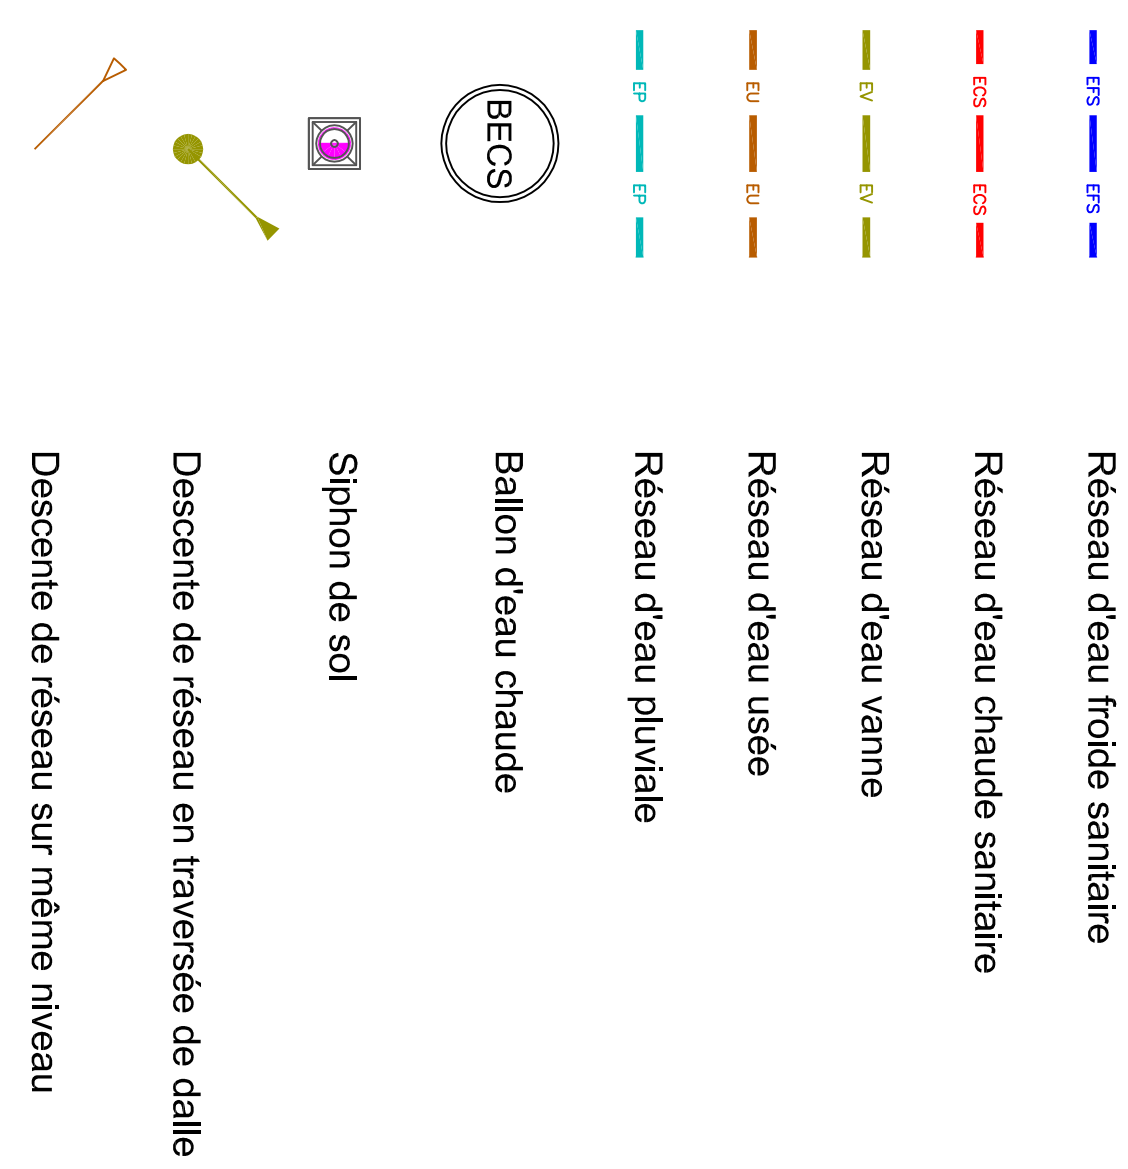 EFS EFS Réseau d'eau froide sanitaire
ECS ECS Réseau d'eau chaude sanitaire
EV EV Réseau d'eau vanne
EU EU Réseau d'eau usée
EP EP Réseau d'eau pluviale
BECS Ballon d'eau chaude
Siphon de sol
Descente de réseau en traversée de dalle
Descente de réseau sur même niveau